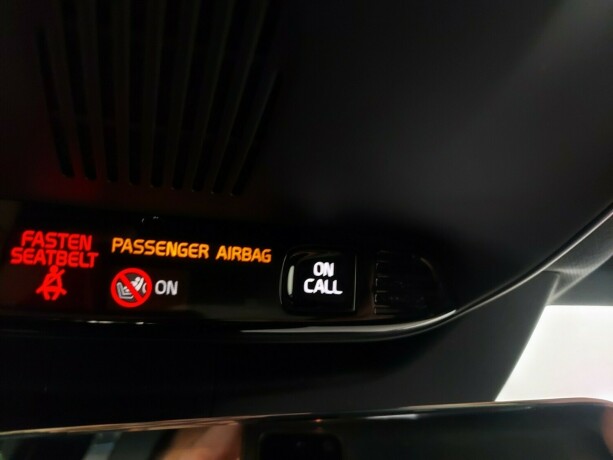 FASTEN
SEATBELT
PASSENGER AIRBAG
ON
ON
CALL